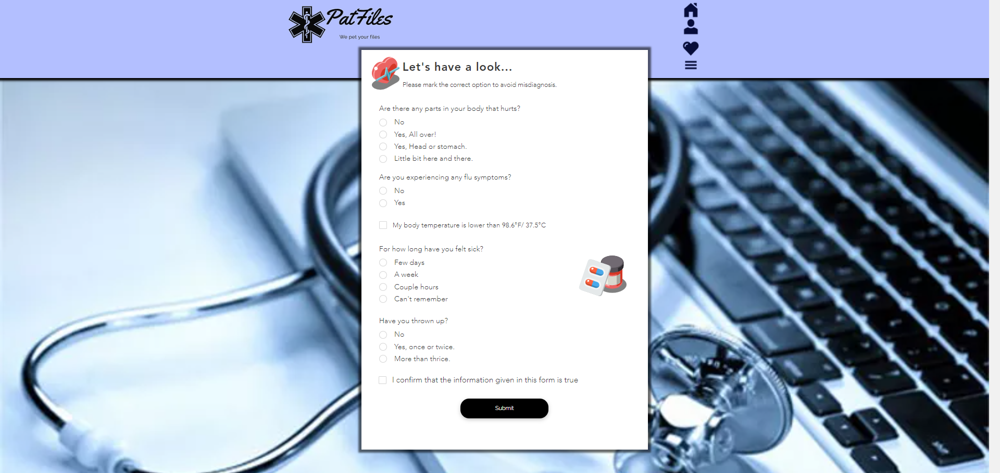 PatFiles
We pet your files
Let's have a look...
Please mark the correct option to avoid misdiagnosis.
Are there any parts in your body that hurts?
No
Yes, All over!
Yes, Head or stomach.
Little bit here and there.
Are you experiencing any flu symptoms?
No
Yes
My body temperature is lower than 98.6°F/ 37.5°C
For how long have you felt sick?
Few days
A week
Couple hours
Can't remember
Have you thrown up?
No
Yes, once or twice.
More than thrice.
I confirm that the information given in this form is true
Submit